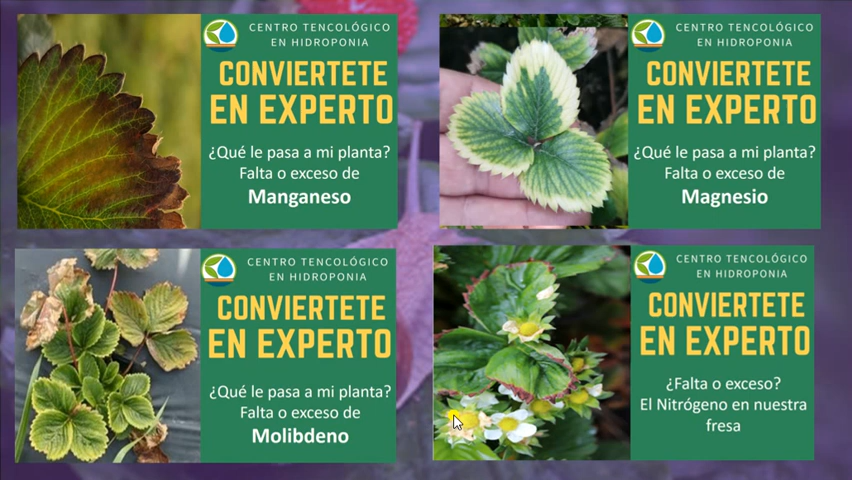 CENTRO TENCOLÓGICO
EN HIDROPONIA
CONVIERTETE
EN EXPERTO
¿Qué le pasa a mi planta?
Falta o exceso de
Manganeso
CENTRO TENCOLÓGICO
EN HIDROPONIA
CONVIERTETE
EN EXPERTO
¿Qué le pasa a mi planta?
Falta o exceso de
Magnesio
CENTRO TENCOLÓGICO
EN HIDROPONIA
CONVIERTETE
EN EXPERTO
¿Qué le pasa a mi planta?
Falta o exceso de
Molibdeno
CENTRO TENCOLÓGICO
EN HIDROPONIA
CONVIERTETE
EN EXPERTO
¿Falta o exceso?
El Nitrógeno en nuestra
fresa